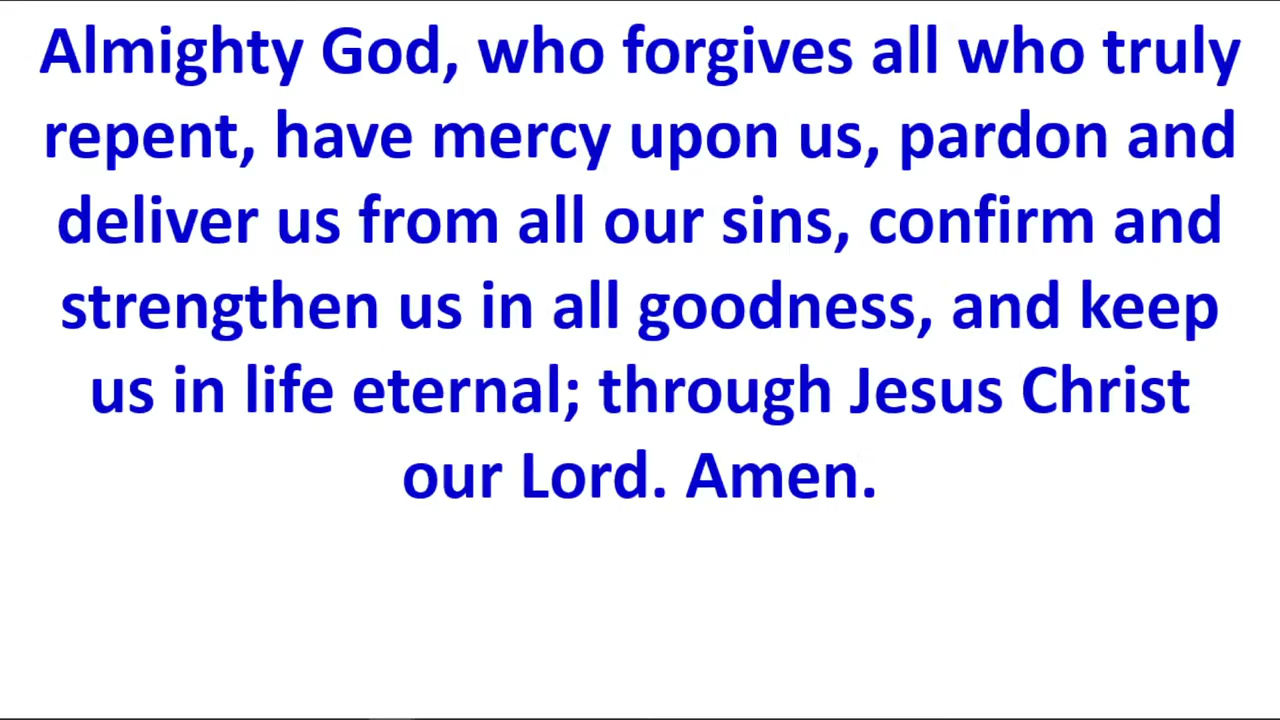 Almighty God, who forgives all who truly
repent, have mercy upon us, pardon and
deliver us from all our sins, confirm and
strengthen us in all goodness, and keep
us in life eternal; through Jesus Christ
our Lord. Amen.